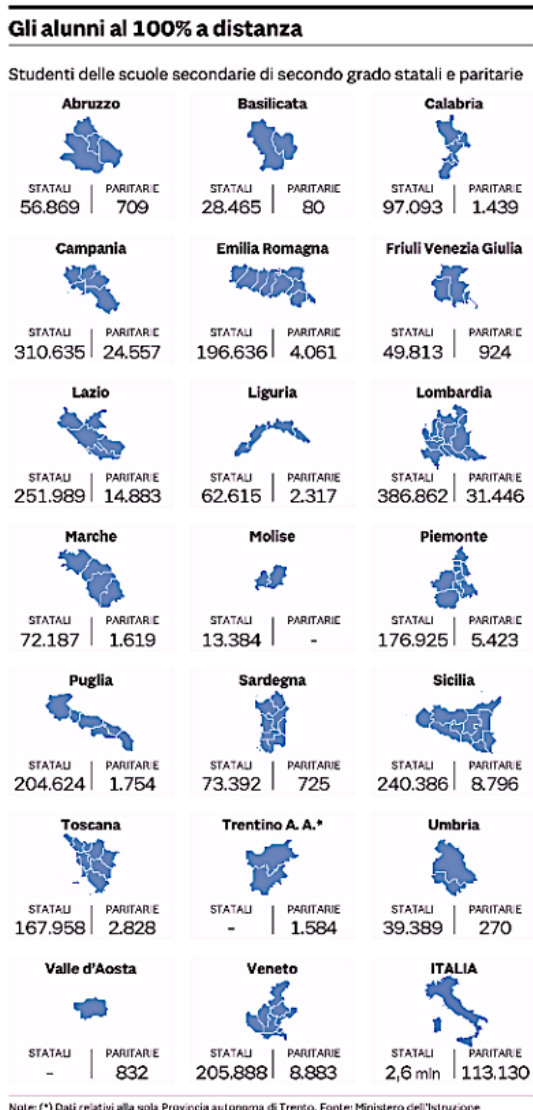 Gli alunni al 100% a distanza
Studenti delle scuole secondarie di secondo grado statali e paritarie
Abruzzo
STATALI PARITARIE
56.869 709
Basilicata
STATALI PARITARIE
28.465 80
Calabria
STATALI PARITARIE
97.093 1.439
Campania
STATALI PARITARIE
310.635 24.557
Emilia Romagna
STATALI PARITARIE
196.636 4.061
Friuli Venezia Giulia
STATALI PARITARIE
49.813 924
Lazio
STATALI PARITARIE
251.989 14.883
Liguria
STATALI PARITARIE
62.615 2.317
Lombardia
STATALI PARITARIE
386.862 31.446
Marche
STATALI PARITARIE
72.187 1.619
Molise
STATALI PARITARIE
13.384 -
Piemonte
STATALI PARITARIE
176.925 5.423
Puglia
STATALI PARITARIE
204.624 1.754
Sardegna
STATALI PARITARIE
73.392 725
Sicilia
STATALI PARITARIE
240.386 8.796
Toscana
STATALI PARITARIE
167.958 2.828
Trentino A. A.*
STATALI PARITARIE
- 1.584
Umbria
STATALI PARITARIE
39.389 270
Valle d'Aosta
STATALI PARITARIE
- 832
Veneto
STATALI PARITARIE
205.888 8.883
ITALIA
STATALI PARITARIE
2,6 mln 113.130
Note: (*) Dati relativi alla sola Provincia autonoma di Trento. Fonte: Ministero dell'Istruzione